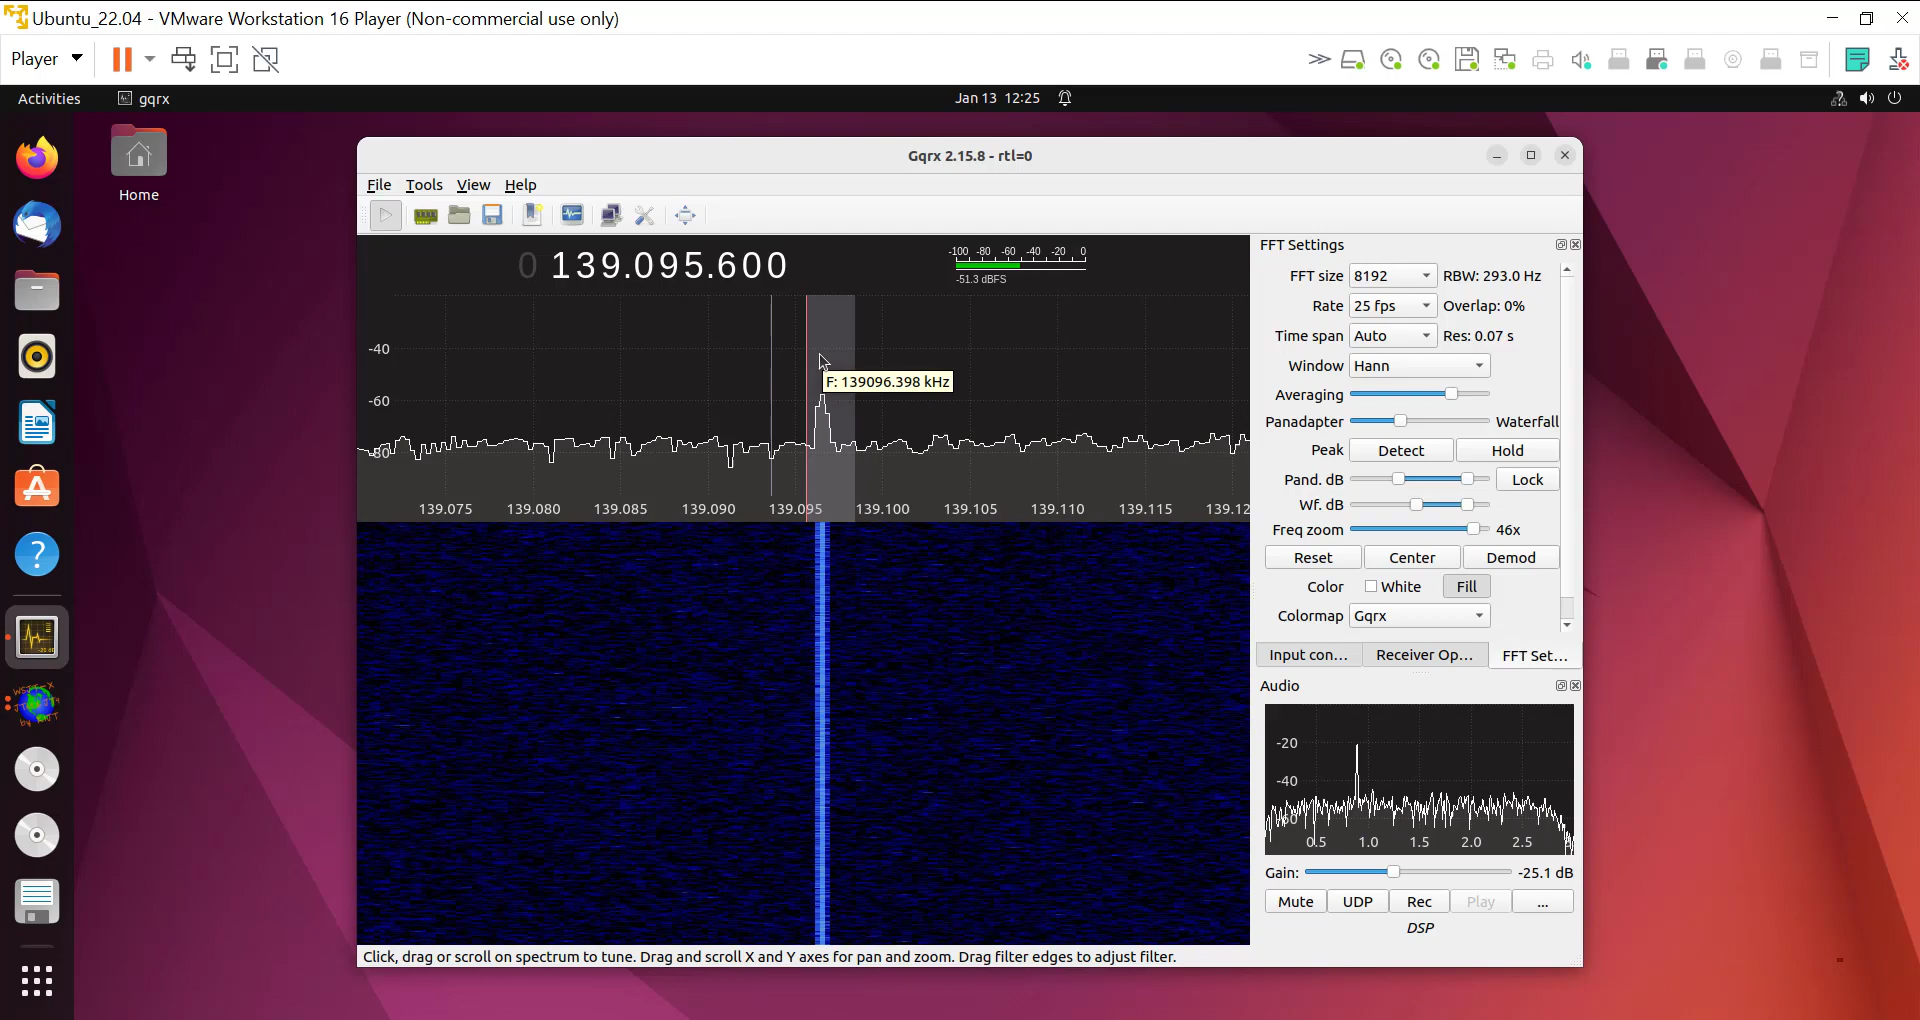 Ubuntu_22.04 - VMware Workstation 16 Player (Non-commercial use only)
Player
Activities
gqrx
Jan 13 12:25
Home
Gqrx 2.15.8 - rtl=0
File Tools View Help
0 139.095.600
-100 -80 -60 -40 -20 0
-51.3 dBFS
-40
F: 139096.398 kHz
-60
-80
139.075 139.080 139.085 139.090 139.095 139.100 139.105 139.110 139.115 139.12
FFT Settings
FFT size 8192 RBW: 293.0 Hz
Rate 25 fps Overlap: 0%
Time span Auto Res: 0.07 s
Window Hann
Averaging
Panadapter Waterfall
Peak Detect Hold
Pand. dB Lock
Wf. dB
Freq zoom 46x
Reset Center Demod
Color White Fill
Colormap Gqrx
Input con... Receiver Op... FFT Set...
Audio
-20
-40
-60
0.5 1.0 1.5 2.0 2.5
Gain: -25.1 dB
Mute UDP Rec Play ...
DSP
Click, drag or scroll on spectrum to tune. Drag and scroll X and Y axes for pan and zoom. Drag filter edges to adjust filter.